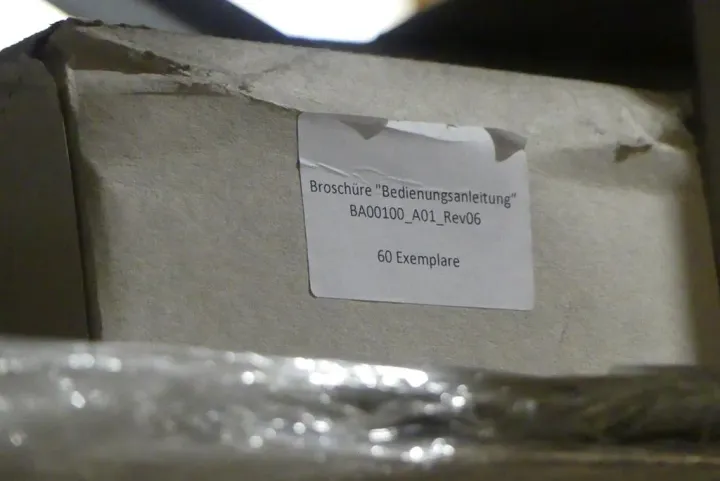 Broschüre "Bedienungsanleitung“
BA00100_A01_Rev06
60 Exemplare